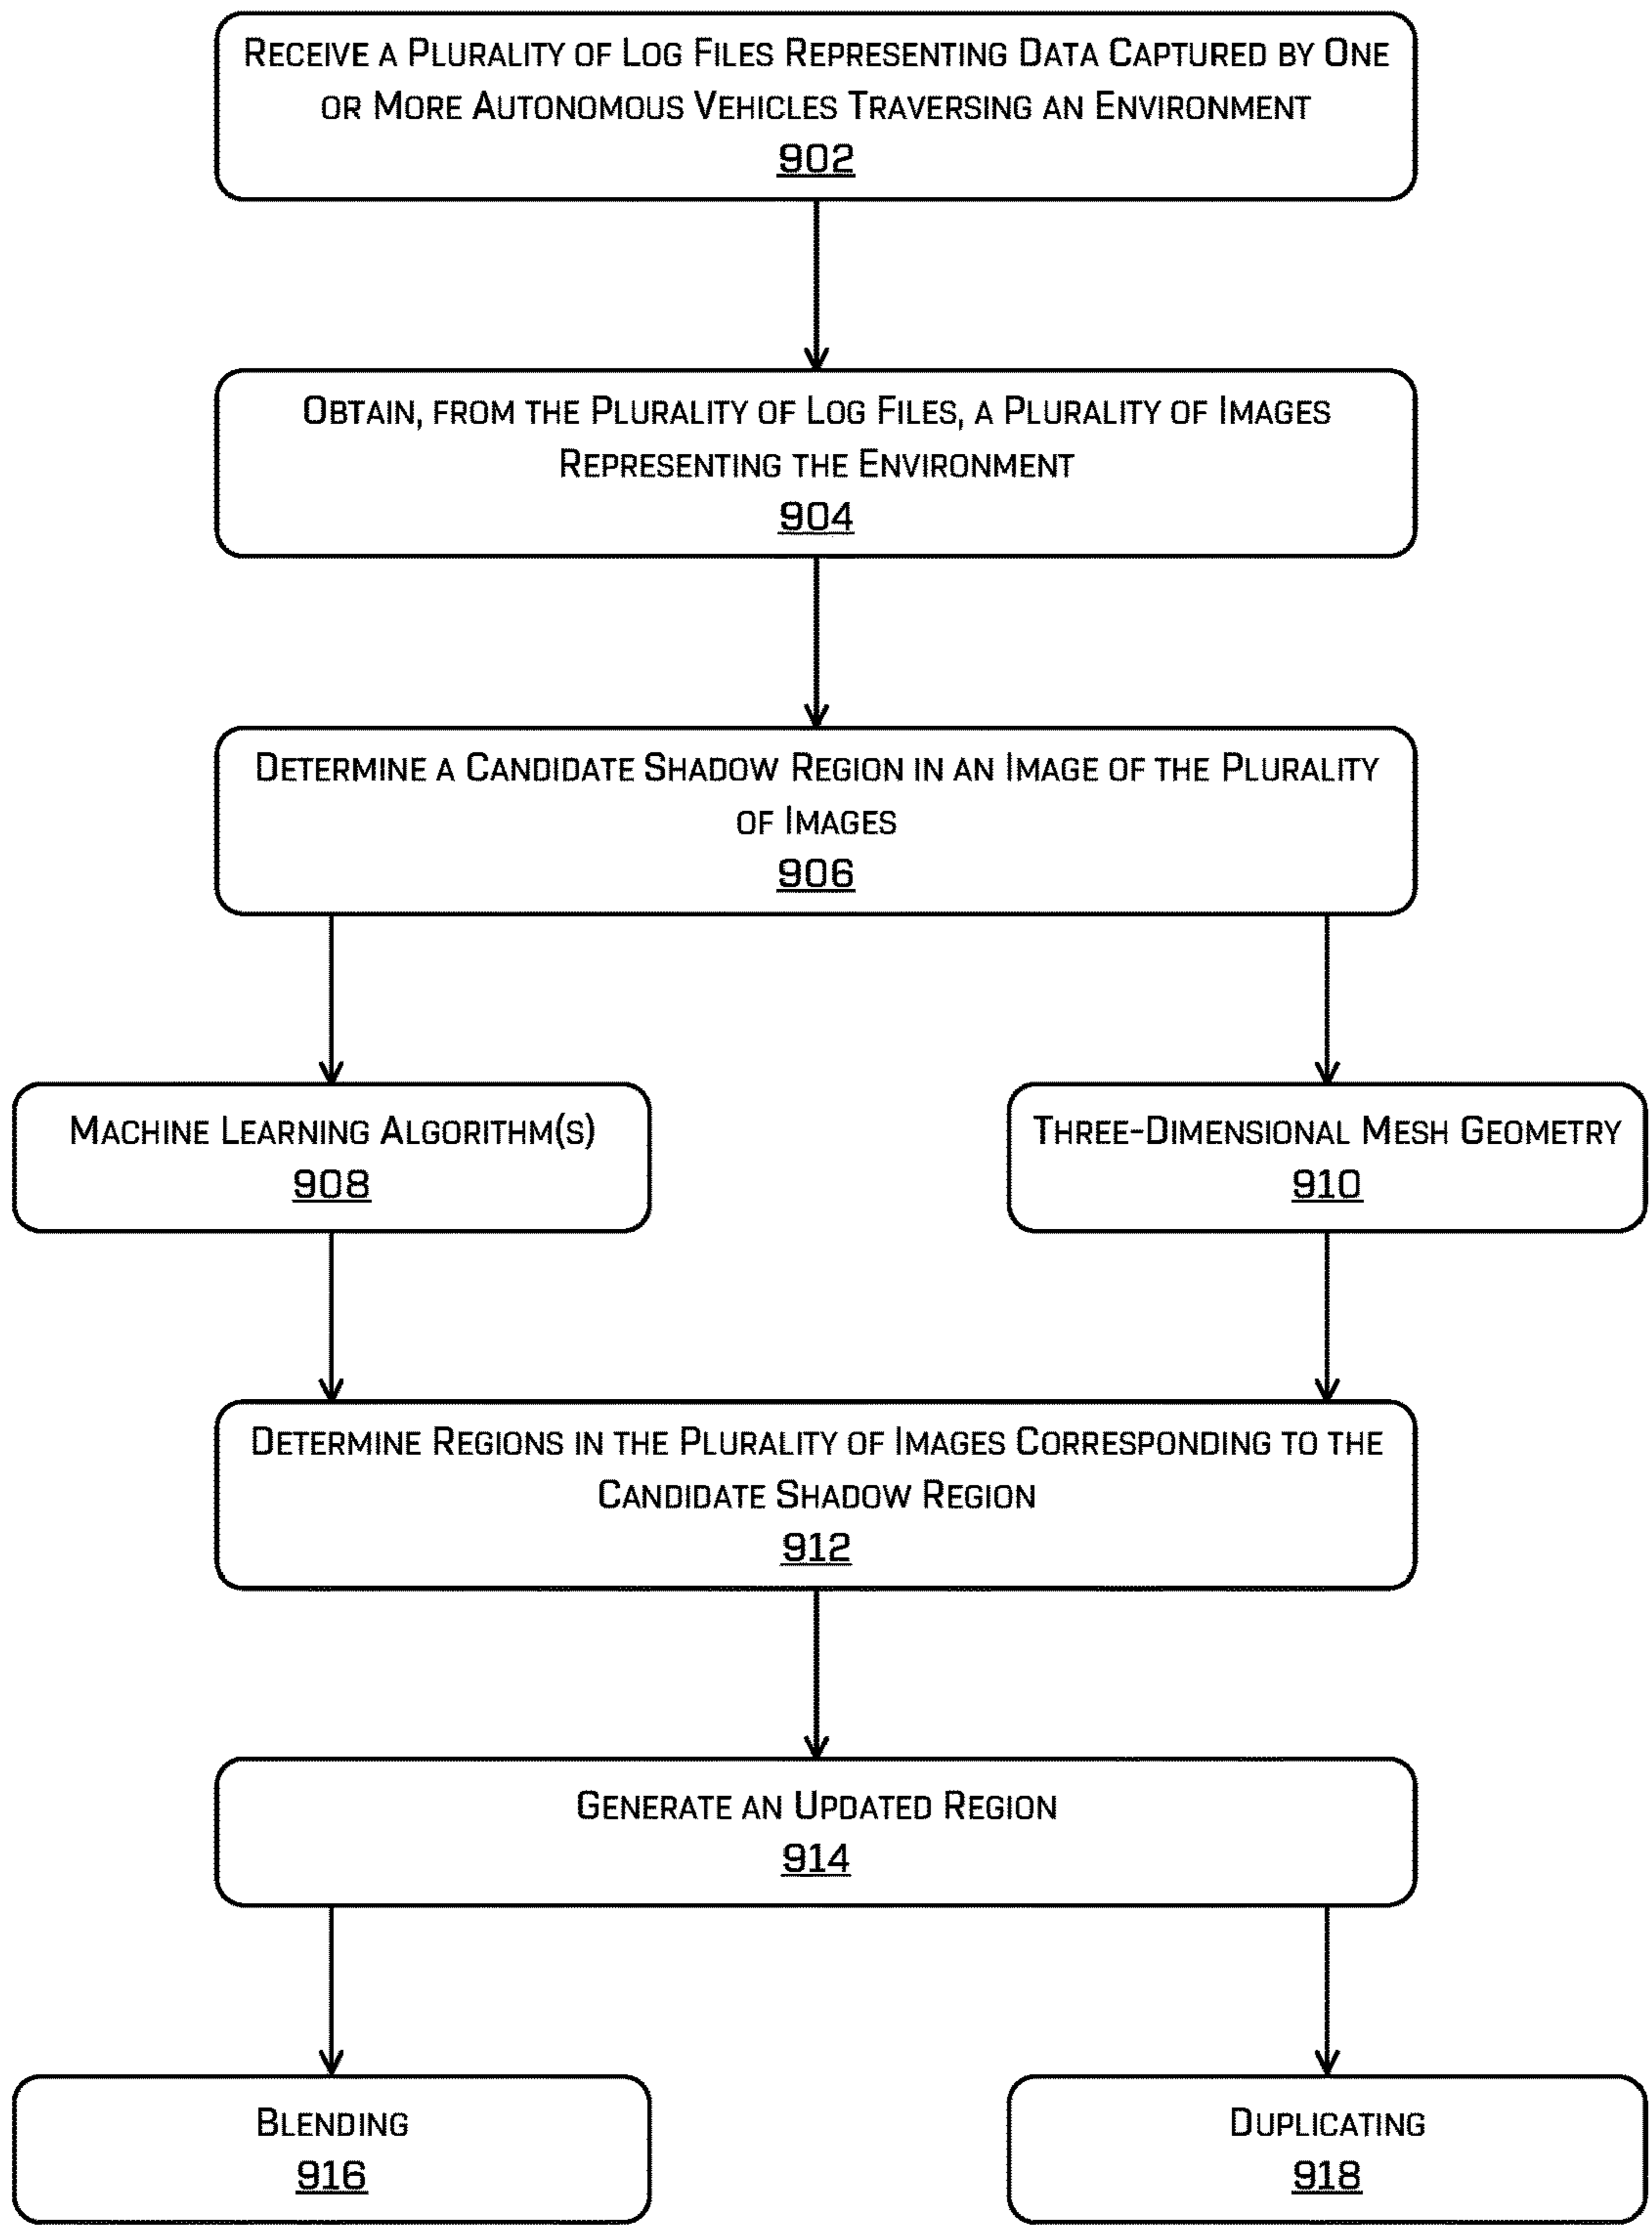 RECEIVE A PLURALITY OF LOG FILES REPRESENTING DATA CAPTURED BY ONE
OR MORE AUTONOMOUS VEHICLES TRAVERSING AN ENVIRONMENT
902
OBTAIN, FROM THE PLURALITY OF LOG FILES, A PLURALITY OF IMAGES
REPRESENTING THE ENVIRONMENT
904
DETERMINE A CANDIDATE SHADOW REGION IN AN IMAGE OF THE PLURALITY
OF IMAGES
906
MACHINE LEARNING ALGORITHM(S)
908
THREE-DIMENSIONAL MESH GEOMETRY
910
DETERMINE REGIONS IN THE PLURALITY OF IMAGES CORRESPONDING TO THE
CANDIDATE SHADOW REGION
912
GENERATE AN UPDATED REGION
914
BLENDING
916
DUPLICATING
918